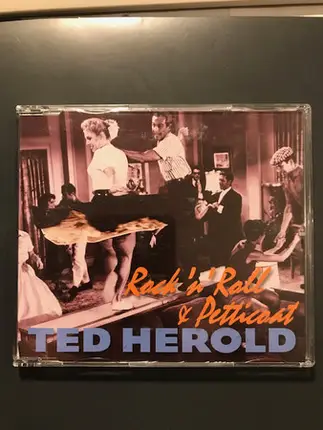 Rock 'n' Roll
& Petticoat
TED HEROLD